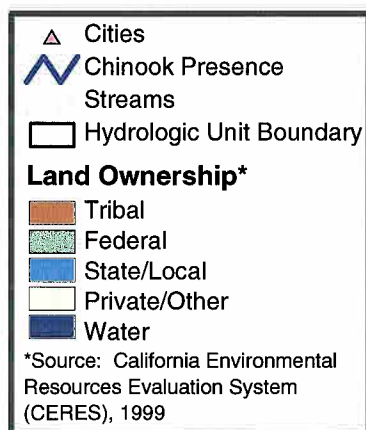 Cities
Chinook Presence
Streams
Hydrologic Unit Boundary
Land Ownership*
Tribal
Federal
State/Local
Private/Other
Water
*Source: California Environmental
Resources Evaluation System
(CERES), 1999